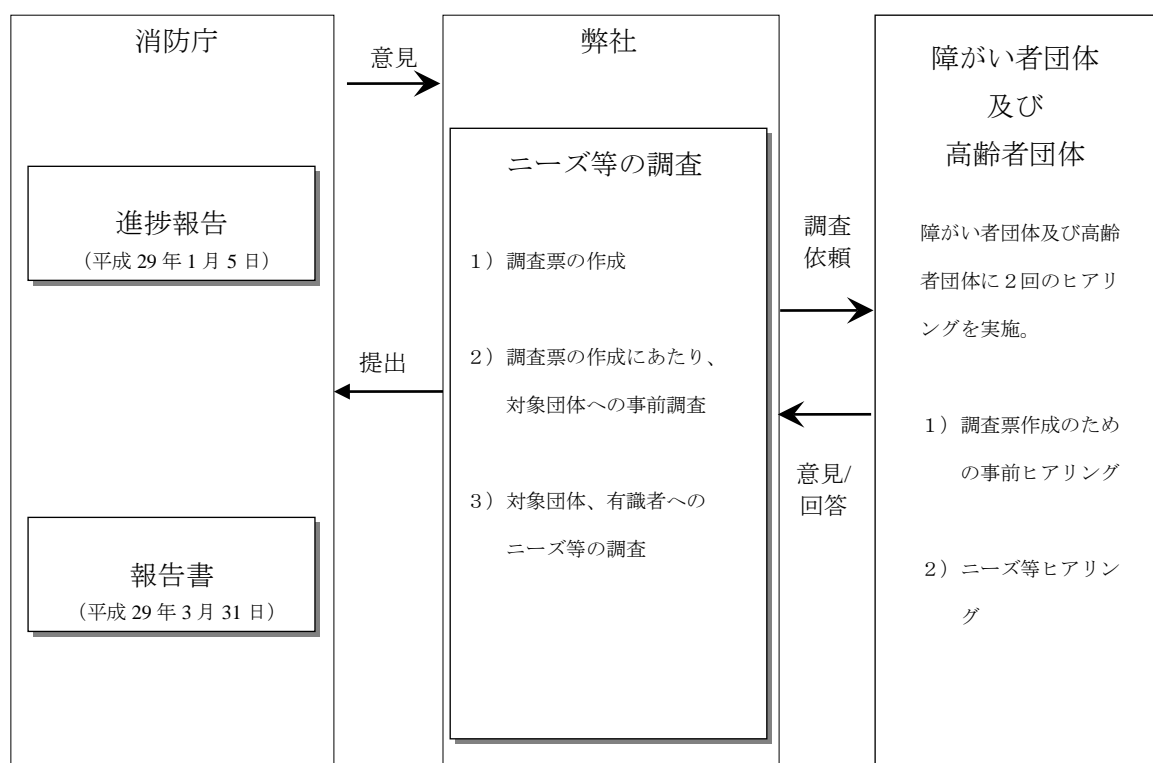 消防庁
進捗報告
（平成 29 年 1 月 5 日）
報告書
（平成 29 年 3 月 31 日）
意見
提出
弊社
ニーズ等の調査
１）調査票の作成
２）調査票の作成にあたり、
対象団体への事前調査
３）対象団体、有識者への
ニーズ等の調査
調査
依頼
意見/
回答
障がい者団体
及び
高齢者団体
障がい者団体及び高齢
者団体に２回のヒアリ
ングを実施。
１）調査票作成のため
の事前ヒアリング
２）ニーズ等ヒアリン
グ